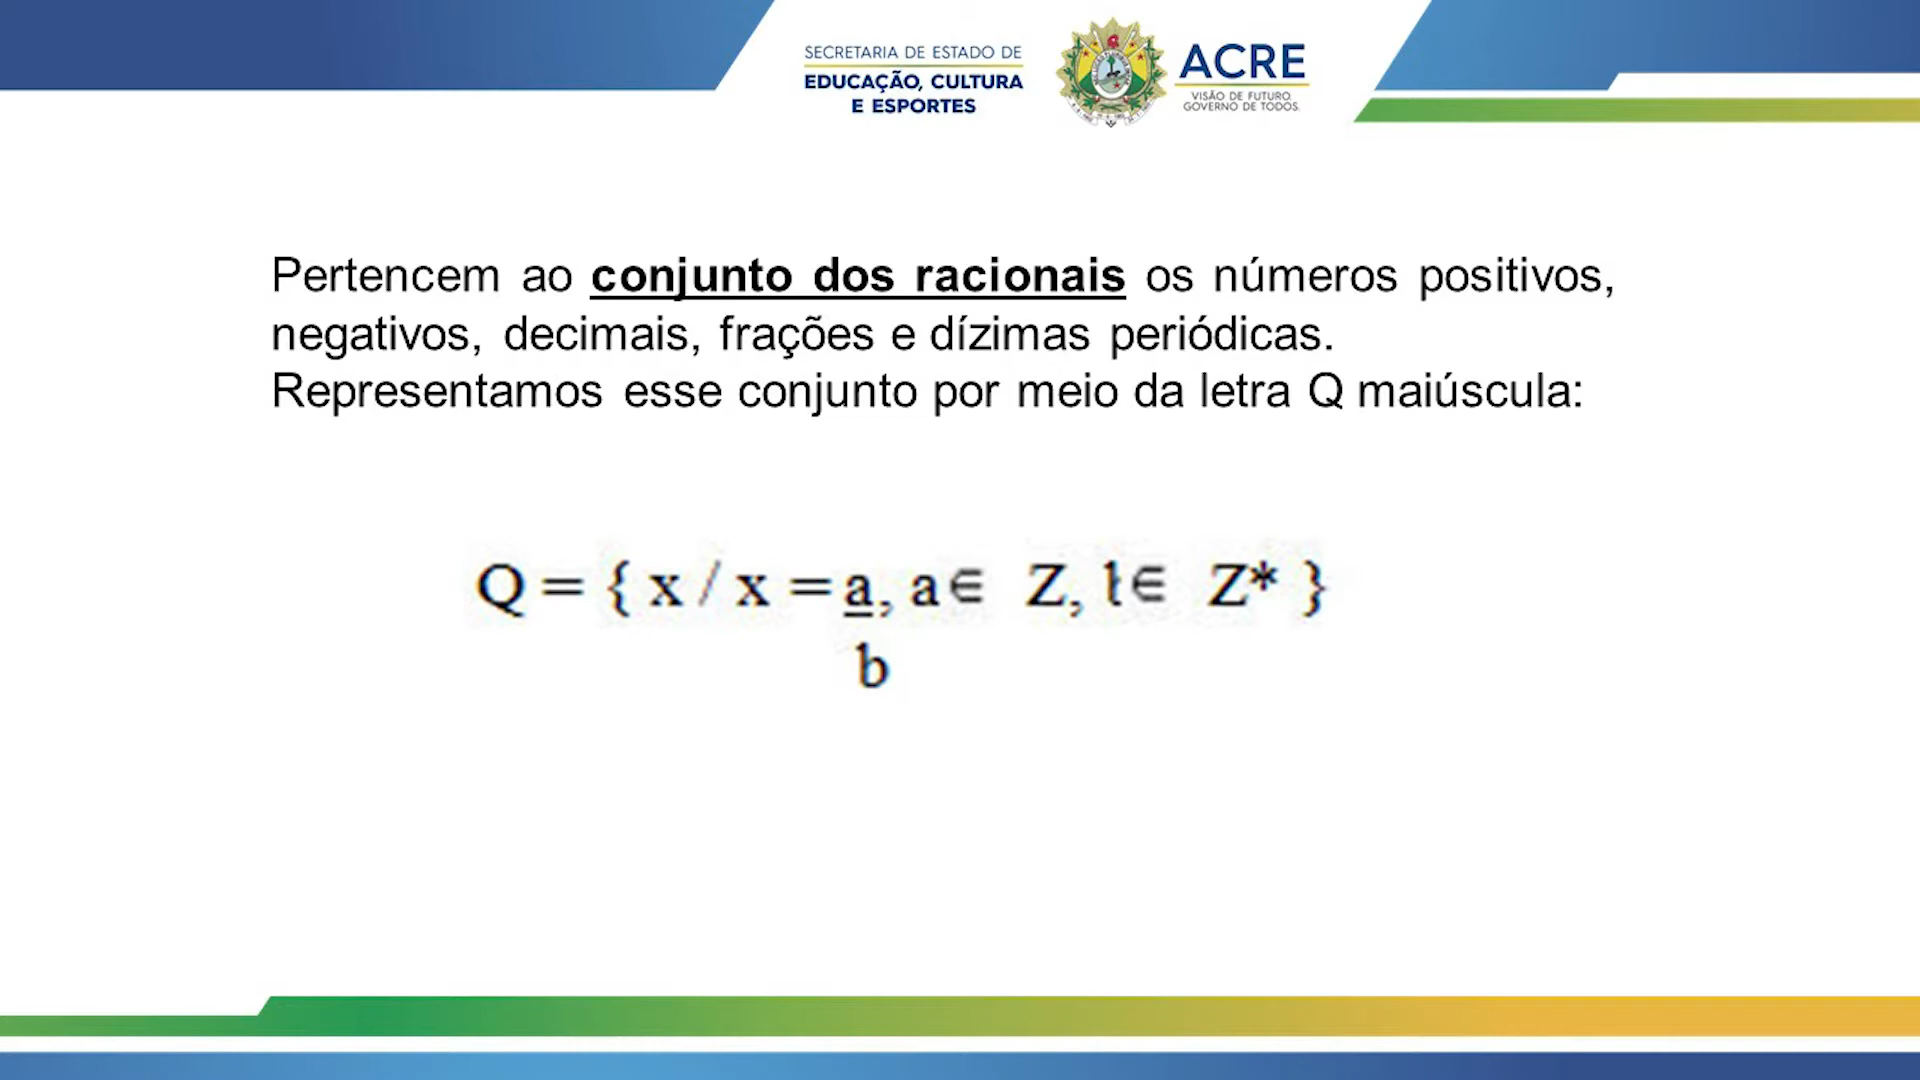 SECRETARIA DE ESTADO DE
EDUCAÇÃO, CULTURA
E ESPORTES
ACRE
VISÃO DE FUTURO.
GOVERNO DE TODOS.
Pertencem ao conjunto dos racionais os números positivos,
negativos, decimais, frações e dízimas periódicas.
Representamos esse conjunto por meio da letra Q maiúscula:
Q = { x / x = a, a ∈ Z, b ∈ Z* }
b